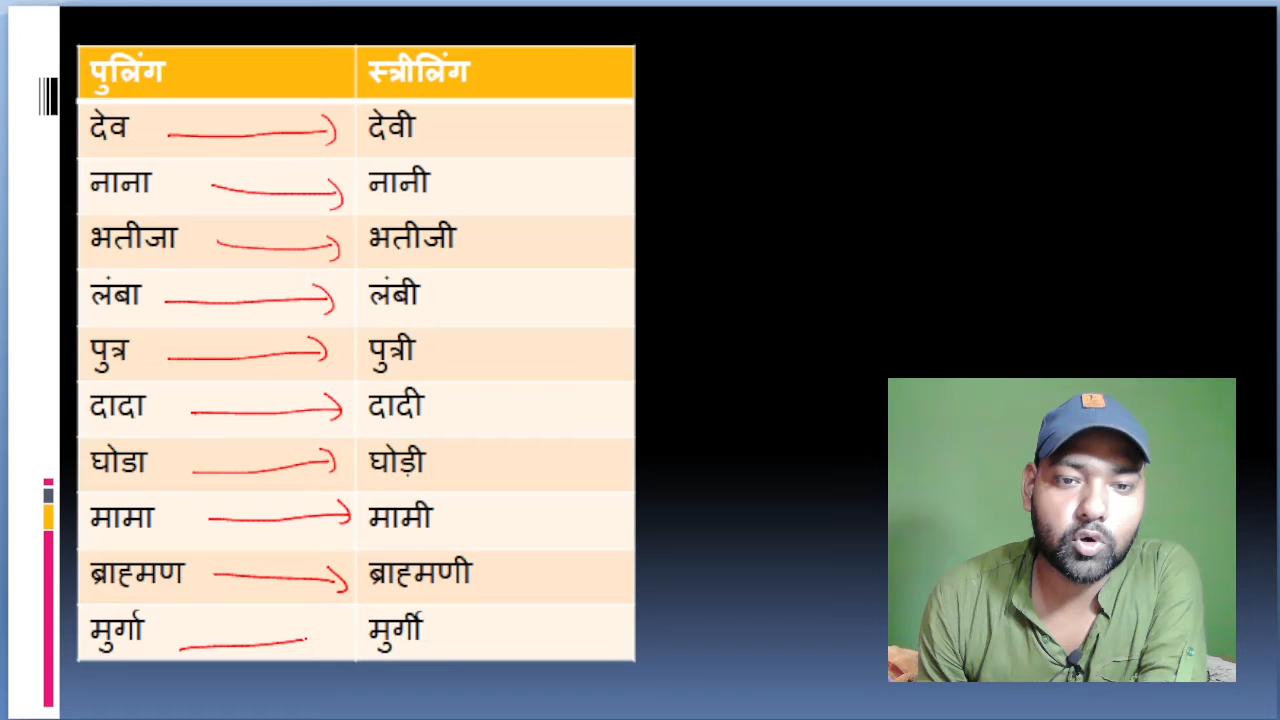 पुल्लिंग स्त्रीलिंग
देव देवी
नाना नानी
भतीजा भतीजी
लंबा लंबी
पुत्र पुत्री
दादा दादी
घोडा घोड़ी
मामा मामी
ब्राह्मण ब्राह्मणी
मुर्गा मुर्गी